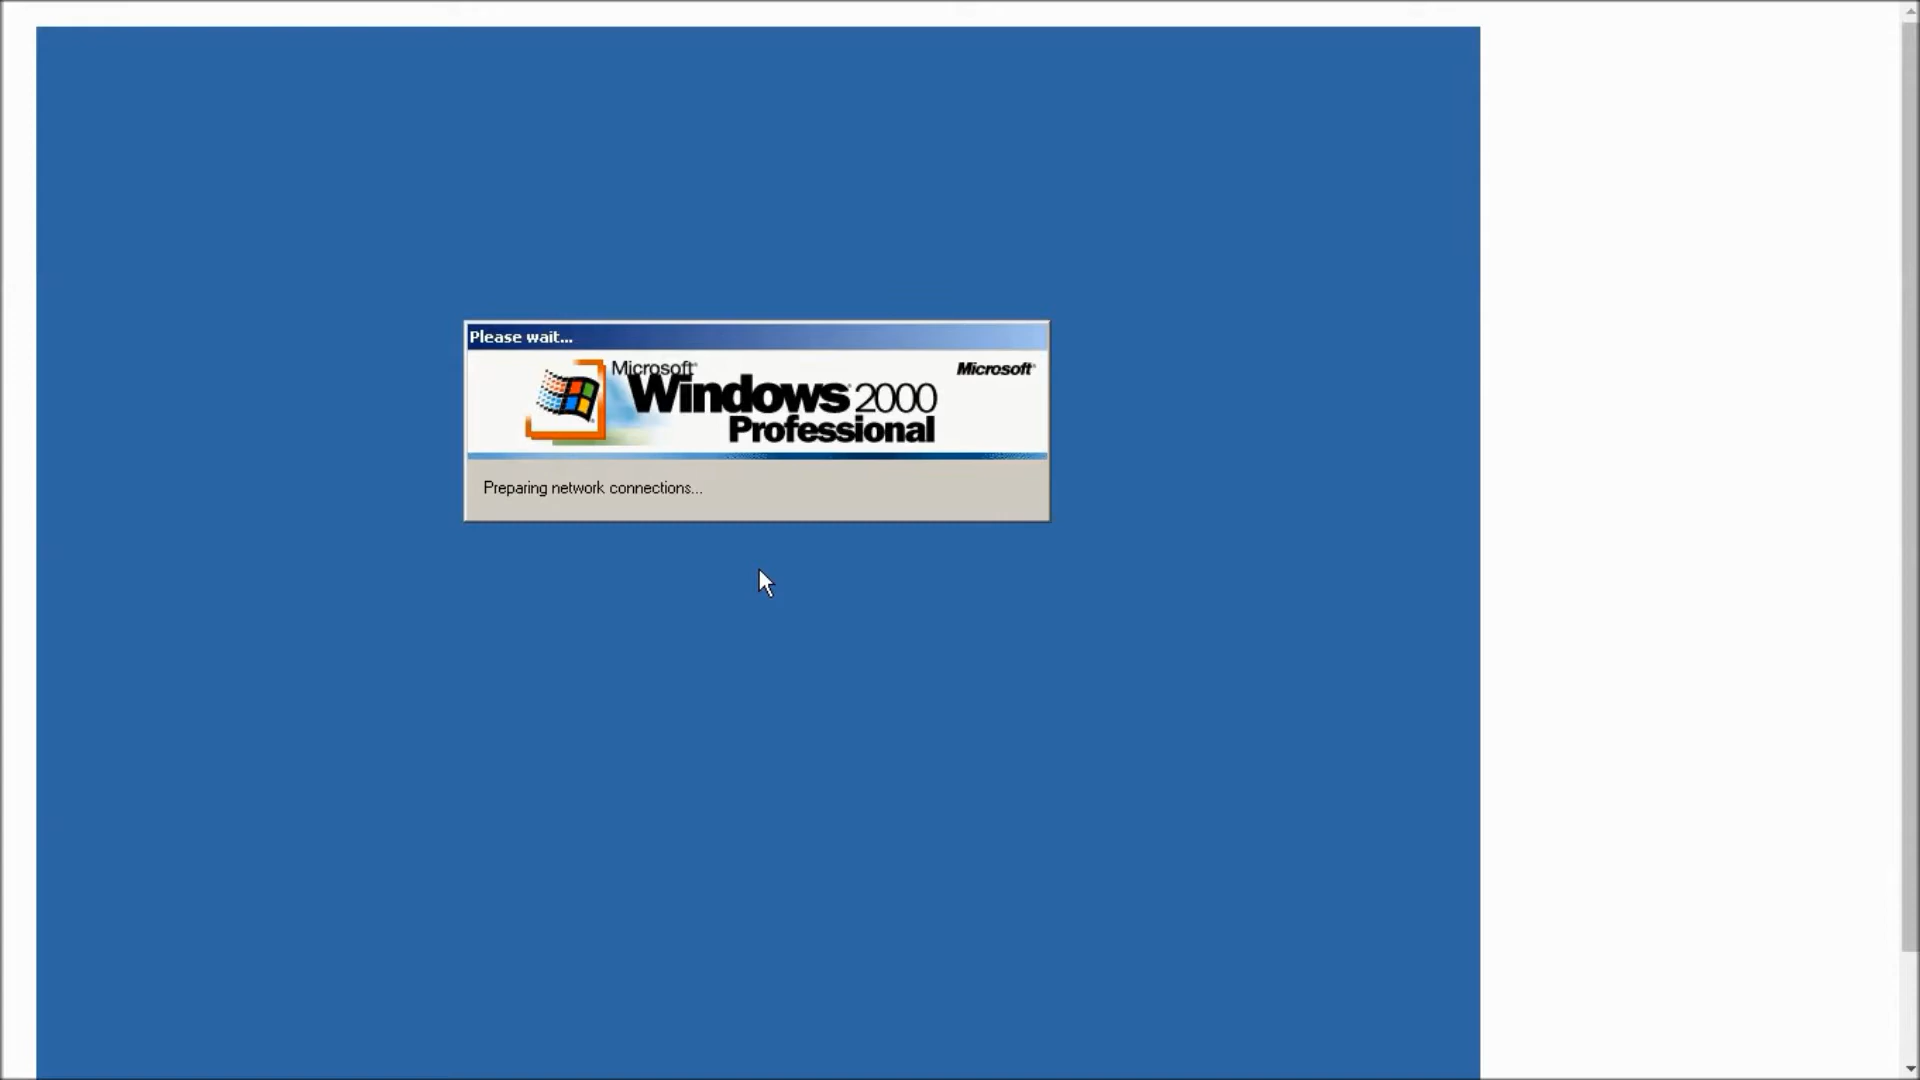 Please wait...
Microsoft
Microsoft
Windows 2000
Professional
Preparing network connections...